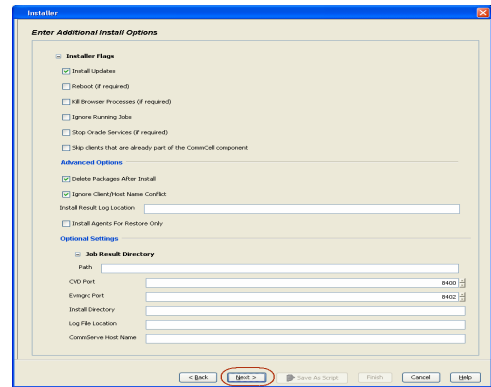 Installer
Enter Additional Install Options
Installer Flags
Install Updates
Reboot (if required)
Kill Browser Processes (if required)
Ignore Running Jobs
Stop Oracle Services (if required)
Skip clients that are already part of the CommCell component
Advanced Options
Delete Packages After Install
Ignore Client/Host Name Conflict
Install Result Log Location
Install Agents For Restore Only
Optional Settings
Job Result Directory
Path
CVD Port 8400
Evmgrc Port 8402
Install Directory
Log File Location
CommServe Host Name
< Back Next > Save As Script Finish Cancel Help